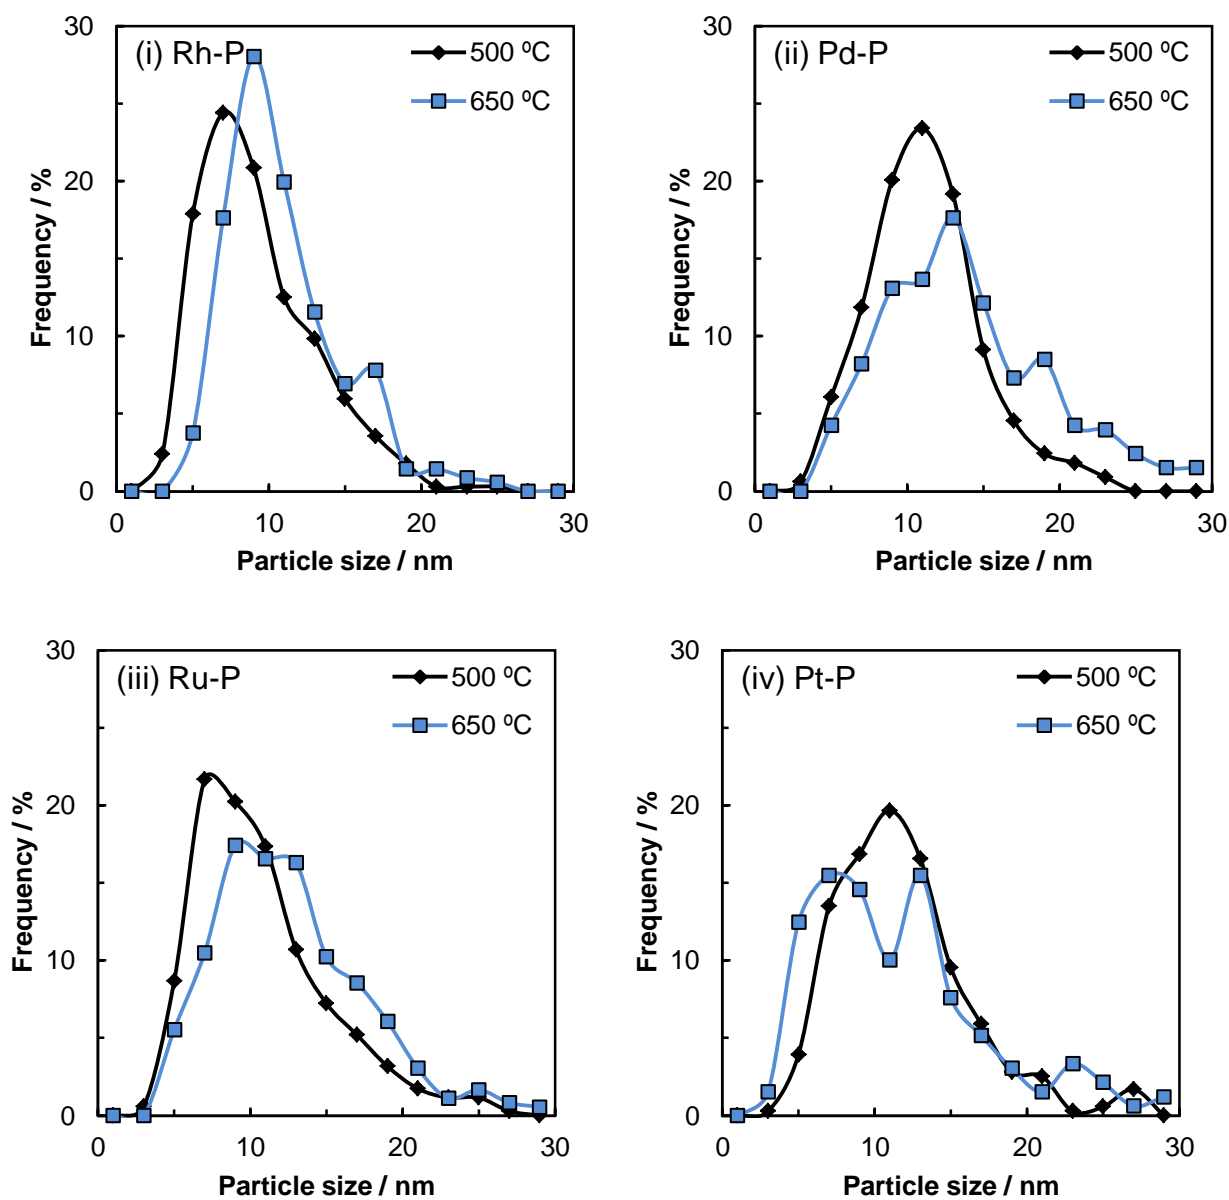 (i) Rh-P
500 ºC
650 ºC
30
20
10
0
Frequency / %
0 10 20 30
Particle size / nm
(ii) Pd-P
500 ºC
650 ºC
30
20
10
0
Frequency / %
0 10 20 30
Particle size / nm
(iii) Ru-P
500 ºC
650 ºC
30
20
10
0
Frequency / %
0 10 20 30
Particle size / nm
(iv) Pt-P
500 ºC
650 ºC
30
20
10
0
Frequency / %
0 10 20 30
Particle size / nm